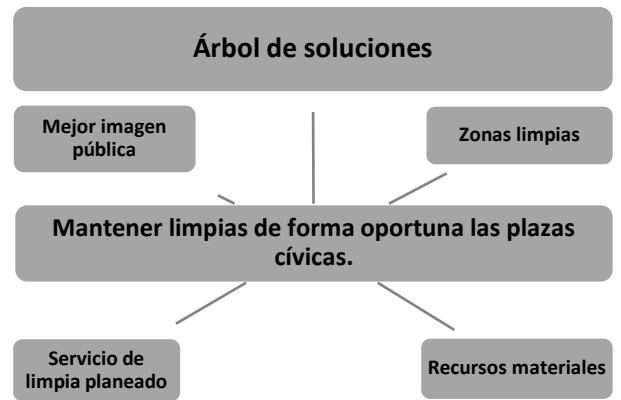 Árbol de soluciones
Mejor imagen
pública
Zonas limpias
Mantener limpias de forma oportuna las plazas
cívicas.
Servicio de
limpia planeado
Recursos materiales